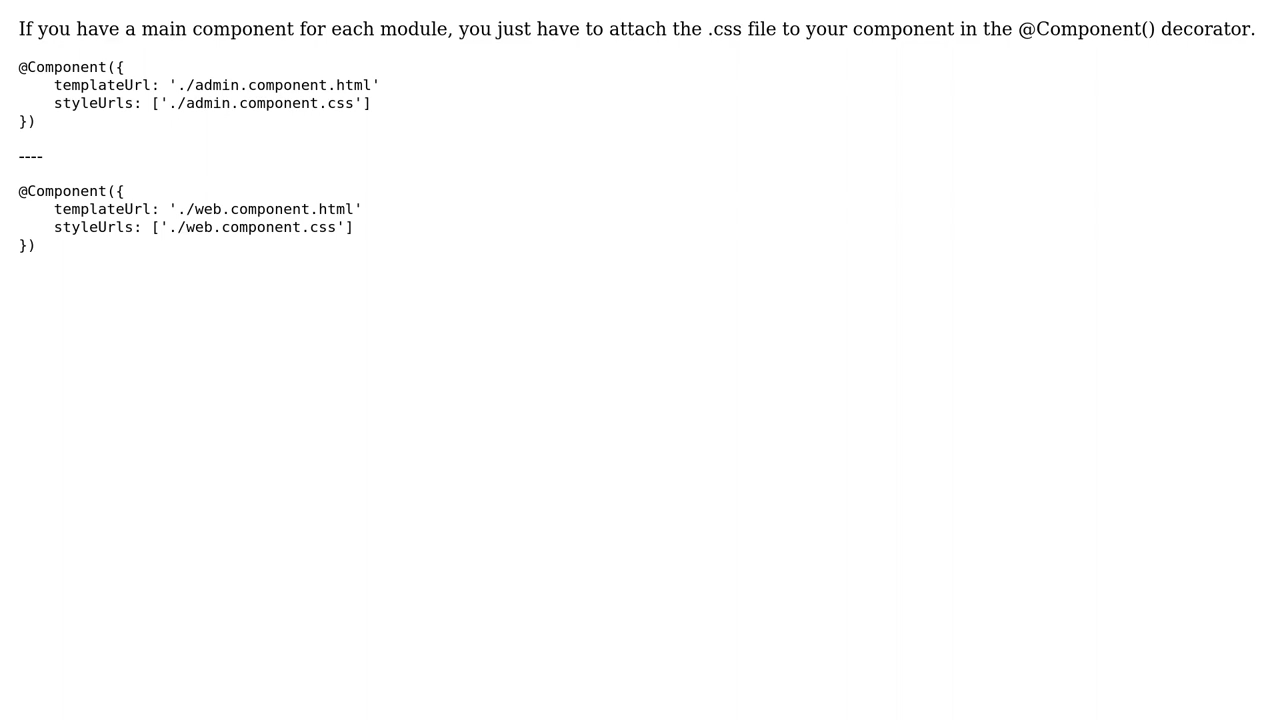 If you have a main component for each module, you just have to attach the .css file to your component in the @Component() decorator.
@Component({
    templateUrl: './admin.component.html'
    styleUrls: ['./admin.component.css']
})
----
@Component({
    templateUrl: './web.component.html'
    styleUrls: ['./web.component.css']
})